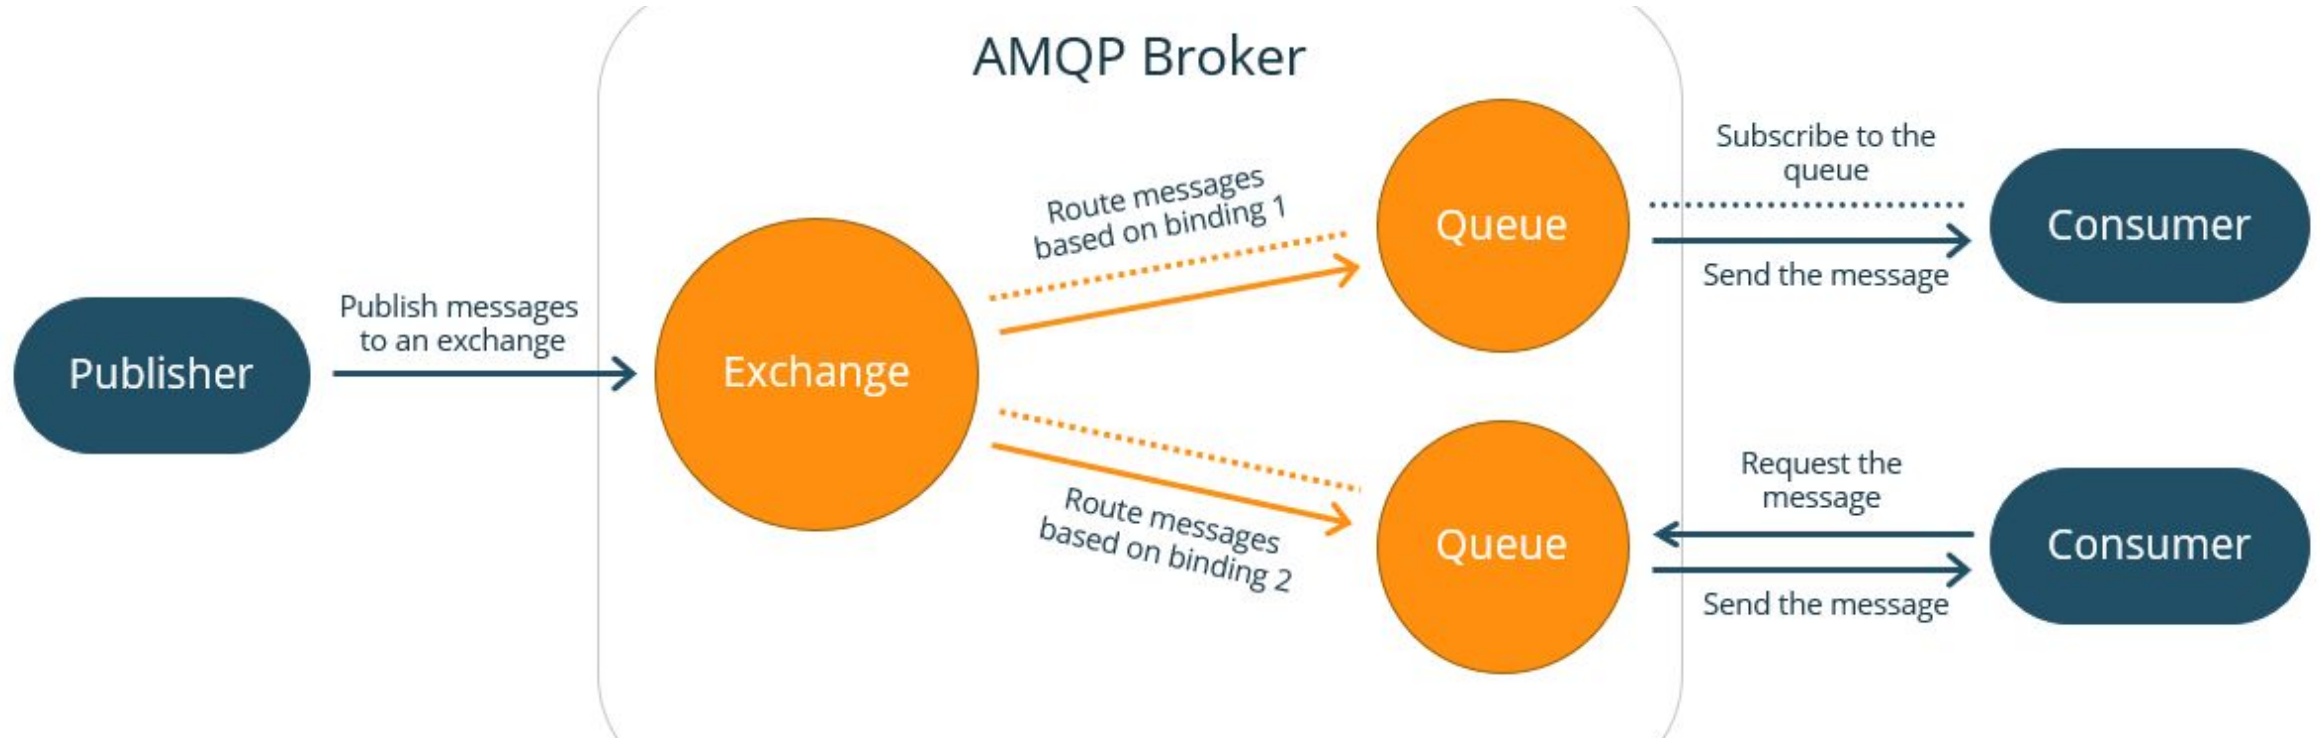 AMQP Broker
Publisher
Publish messages
to an exchange
Exchange
Route messages
based on binding 1
Queue
Subscribe to the
queue
Send the message
Consumer
Route messages
based on binding 2
Queue
Request the
message
Send the message
Consumer